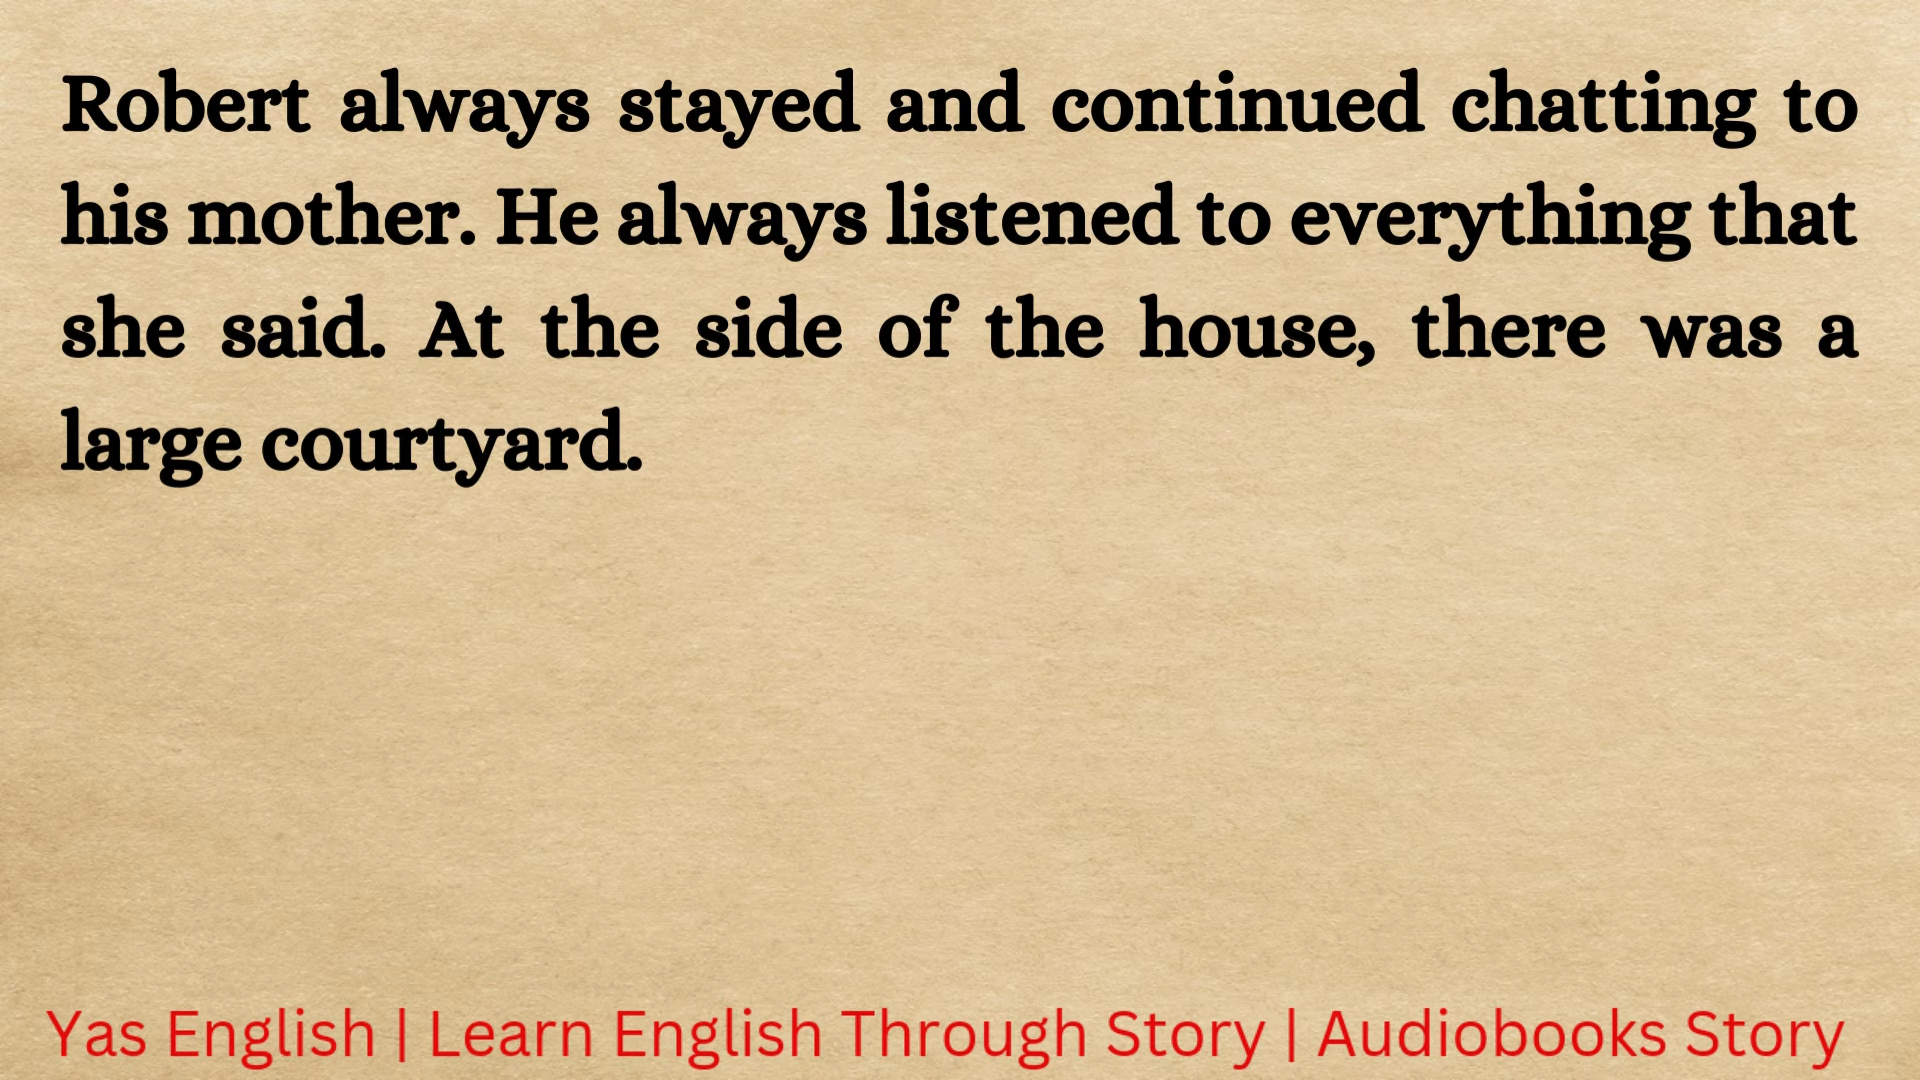 Robert always stayed and continued chatting to
his mother. He always listened to everything that
she said. At the side of the house, there was a
large courtyard.
Yas English | Learn English Through Story | Audiobooks Story